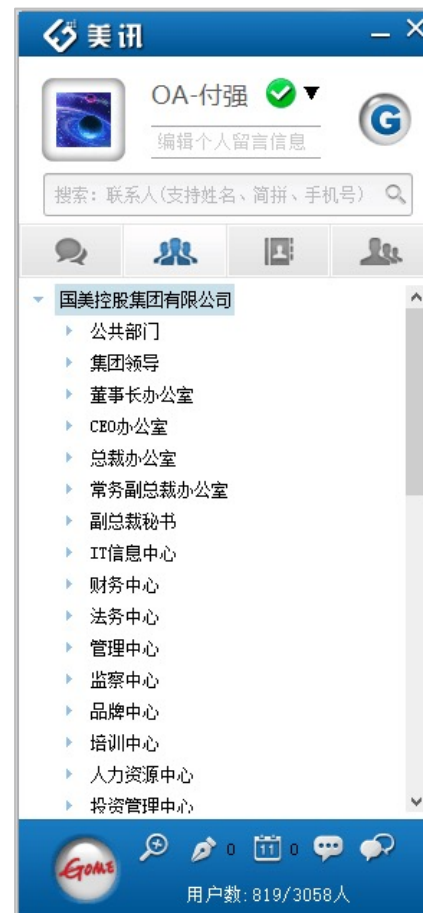 美讯
OA-付强
编辑个人留言信息
G
搜索: 联系人(支持姓名、简拼、手机号)
国美控股集团有限公司
公共部门
集团领导
董事长办公室
CEO办公室
总裁办公室
常务副总裁办公室
副总裁秘书
IT信息中心
财务中心
法务中心
管理中心
监察中心
品牌中心
培训中心
人力资源中心
投资管理中心
GOME
0 11 0
用户数:819/3058人